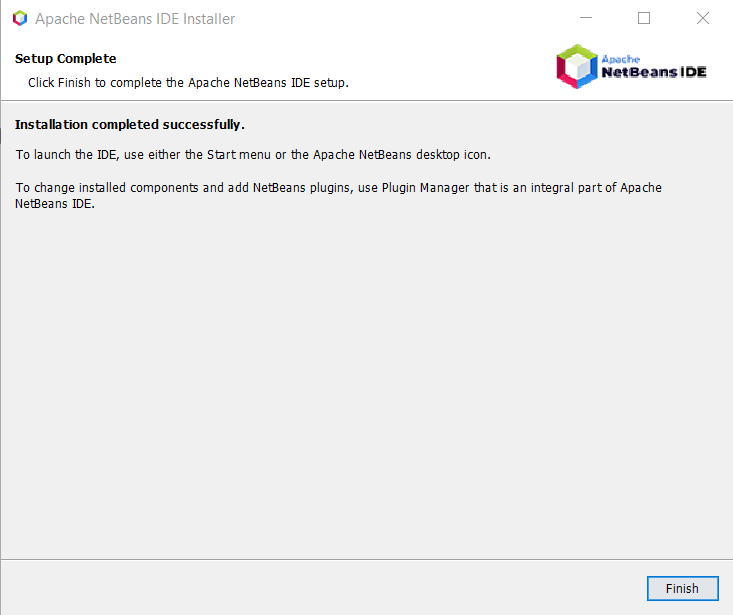 Apache NetBeans IDE Installer
Setup Complete
Click Finish to complete the Apache NetBeans IDE setup.
Apache
NetBeans IDE
Installation completed successfully.
To launch the IDE, use either the Start menu or the Apache NetBeans desktop icon.
To change installed components and add NetBeans plugins, use Plugin Manager that is an integral part of Apache
NetBeans IDE.
Finish